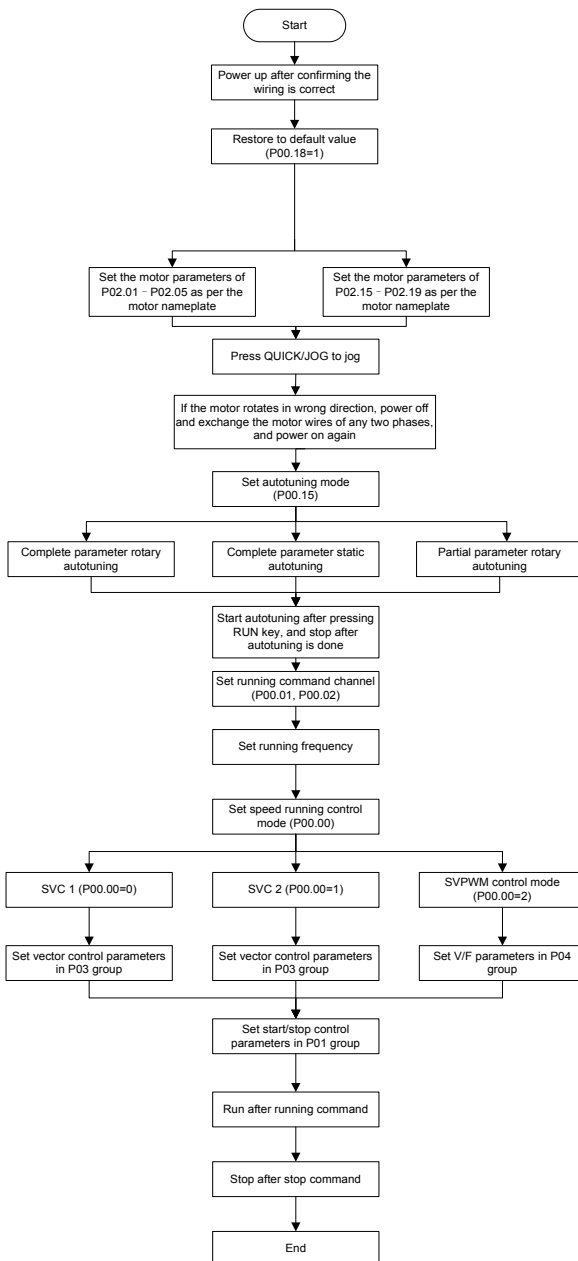 Start
Power up after confirming the
wiring is correct
Restore to default value
(P00.18=1)
Set the motor parameters of
P02.01﹣P02.05 as per the
motor nameplate
Set the motor parameters of
P02.15﹣P02.19 as per the
motor nameplate
Press QUICK/JOG to jog
If the motor rotates in wrong direction, power off
and exchange the motor wires of any two phases,
and power on again
Set autotuning mode
(P00.15)
Complete parameter rotary
autotuning
Complete parameter static
autotuning
Partial parameter rotary
autotuning
Start autotuning after pressing
RUN key, and stop after
autotuning is done
Set running command channel
(P00.01, P00.02)
Set running frequency
Set speed running control
mode (P00.00)
SVC 1 (P00.00=0)
SVC 2 (P00.00=1)
SVPWM control mode
(P00.00=2)
Set vector control parameters
in P03 group
Set vector control parameters
in P03 group
Set V/F parameters in P04
group
Set start/stop control
parameters in P01 group
Run after running command
Stop after stop command
End